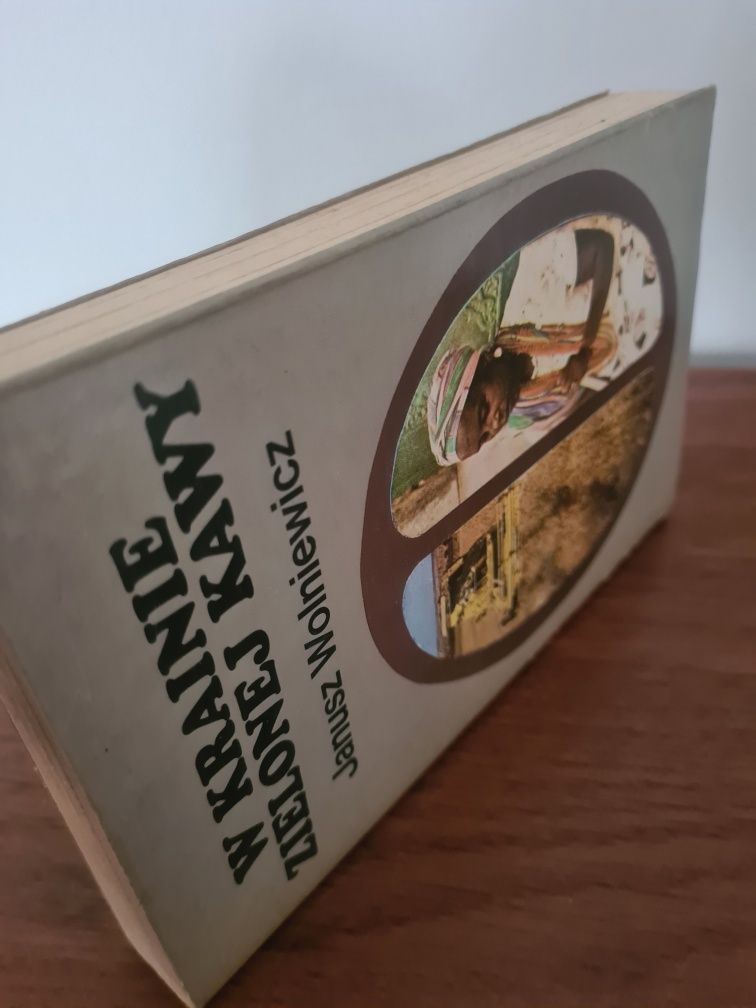 W KRAINIE
ZIELONEJ KAWY
Janusz Wolniewicz